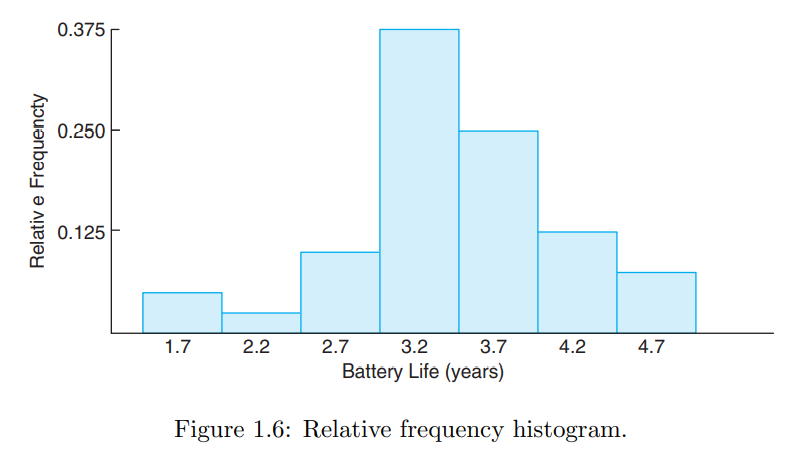 0.375
0.250
0.125
Relativ e Frequencty
1.7 2.2 2.7 3.2 3.7 4.2 4.7
Battery Life (years)
Figure 1.6: Relative frequency histogram.